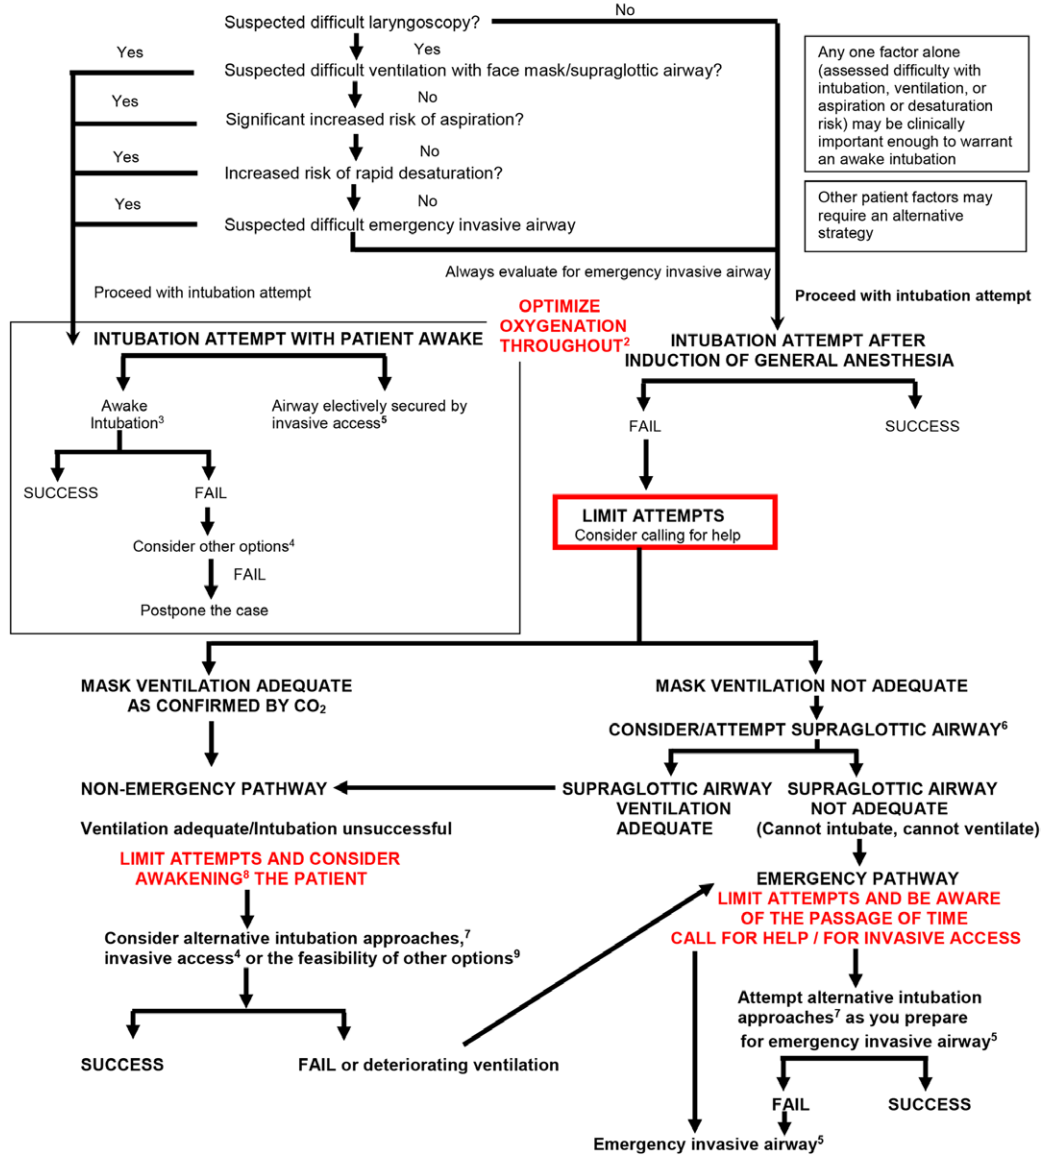 Suspected difficult laryngoscopy?
No
Yes
Yes
Suspected difficult ventilation with face mask/supraglottic airway?
Yes
No
Significant increased risk of aspiration?
Yes
No
Increased risk of rapid desaturation?
Yes
No
Suspected difficult emergency invasive airway
Any one factor alone
(assessed difficulty with
intubation, ventilation, or
aspiration or desaturation
risk) may be clinically
important enough to warrant
an awake intubation
Other patient factors may
require an alternative
strategy
Always evaluate for emergency invasive airway
Proceed with intubation attempt
Proceed with intubation attempt
OPTIMIZE
OXYGENATION
THROUGHOUT²
INTUBATION ATTEMPT WITH PATIENT AWAKE
Awake
Intubation³
Airway electively secured by
invasive access⁵
SUCCESS
FAIL
Consider other options⁴
FAIL
Postpone the case
INTUBATION ATTEMPT AFTER
INDUCTION OF GENERAL ANESTHESIA
FAIL
SUCCESS
LIMIT ATTEMPTS
Consider calling for help
MASK VENTILATION ADEQUATE
AS CONFIRMED BY CO₂
MASK VENTILATION NOT ADEQUATE
CONSIDER/ATTEMPT SUPRAGLOTTIC AIRWAY⁶
NON-EMERGENCY PATHWAY
SUPRAGLOTTIC AIRWAY
VENTILATION
ADEQUATE
SUPRAGLOTTIC AIRWAY
NOT ADEQUATE
(Cannot intubate, cannot ventilate)
Ventilation adequate/Intubation unsuccessful
LIMIT ATTEMPTS AND CONSIDER
AWAKENING⁸ THE PATIENT
Consider alternative intubation approaches,⁷
invasive access⁴ or the feasibility of other options⁹
SUCCESS
FAIL or deteriorating ventilation
EMERGENCY PATHWAY
LIMIT ATTEMPTS AND BE AWARE
OF THE PASSAGE OF TIME
CALL FOR HELP / FOR INVASIVE ACCESS
Attempt alternative intubation
approaches⁷ as you prepare
for emergency invasive airway⁵
FAIL
SUCCESS
Emergency invasive airway⁵